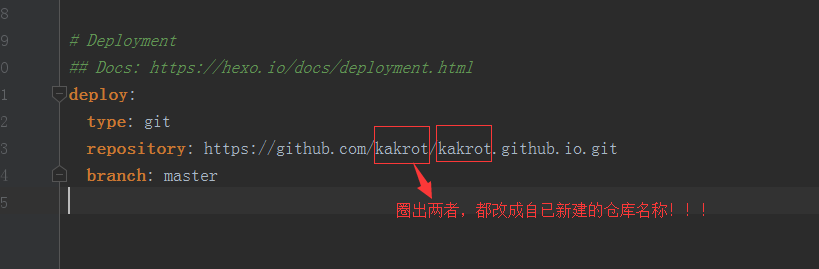 8
9 # Deployment
0 ## Docs: https://hexo.io/docs/deployment.html
1 deploy:
2 type: git
3 repository: https://github.com/kakrot/kakrot.github.io.git
4 branch: master
5
圈出两者，都改成自已新建的仓库名称！！！